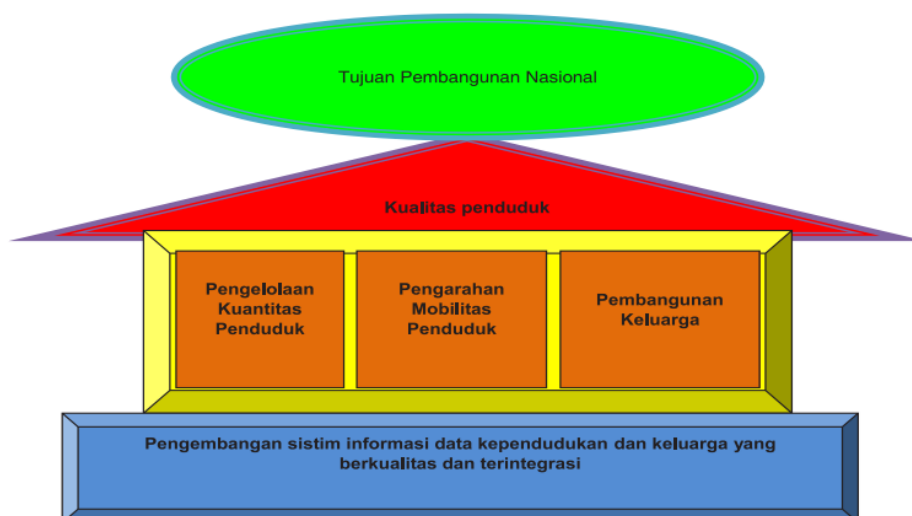 Tujuan Pembangunan Nasional
Kualitas penduduk
Pengelolaan
Kuantitas
Penduduk
Pengarahan
Mobilitas
Penduduk
Pembangunan
Keluarga
Pengembangan sistim informasi data kependudukan dan keluarga yang
berkualitas dan terintegrasi